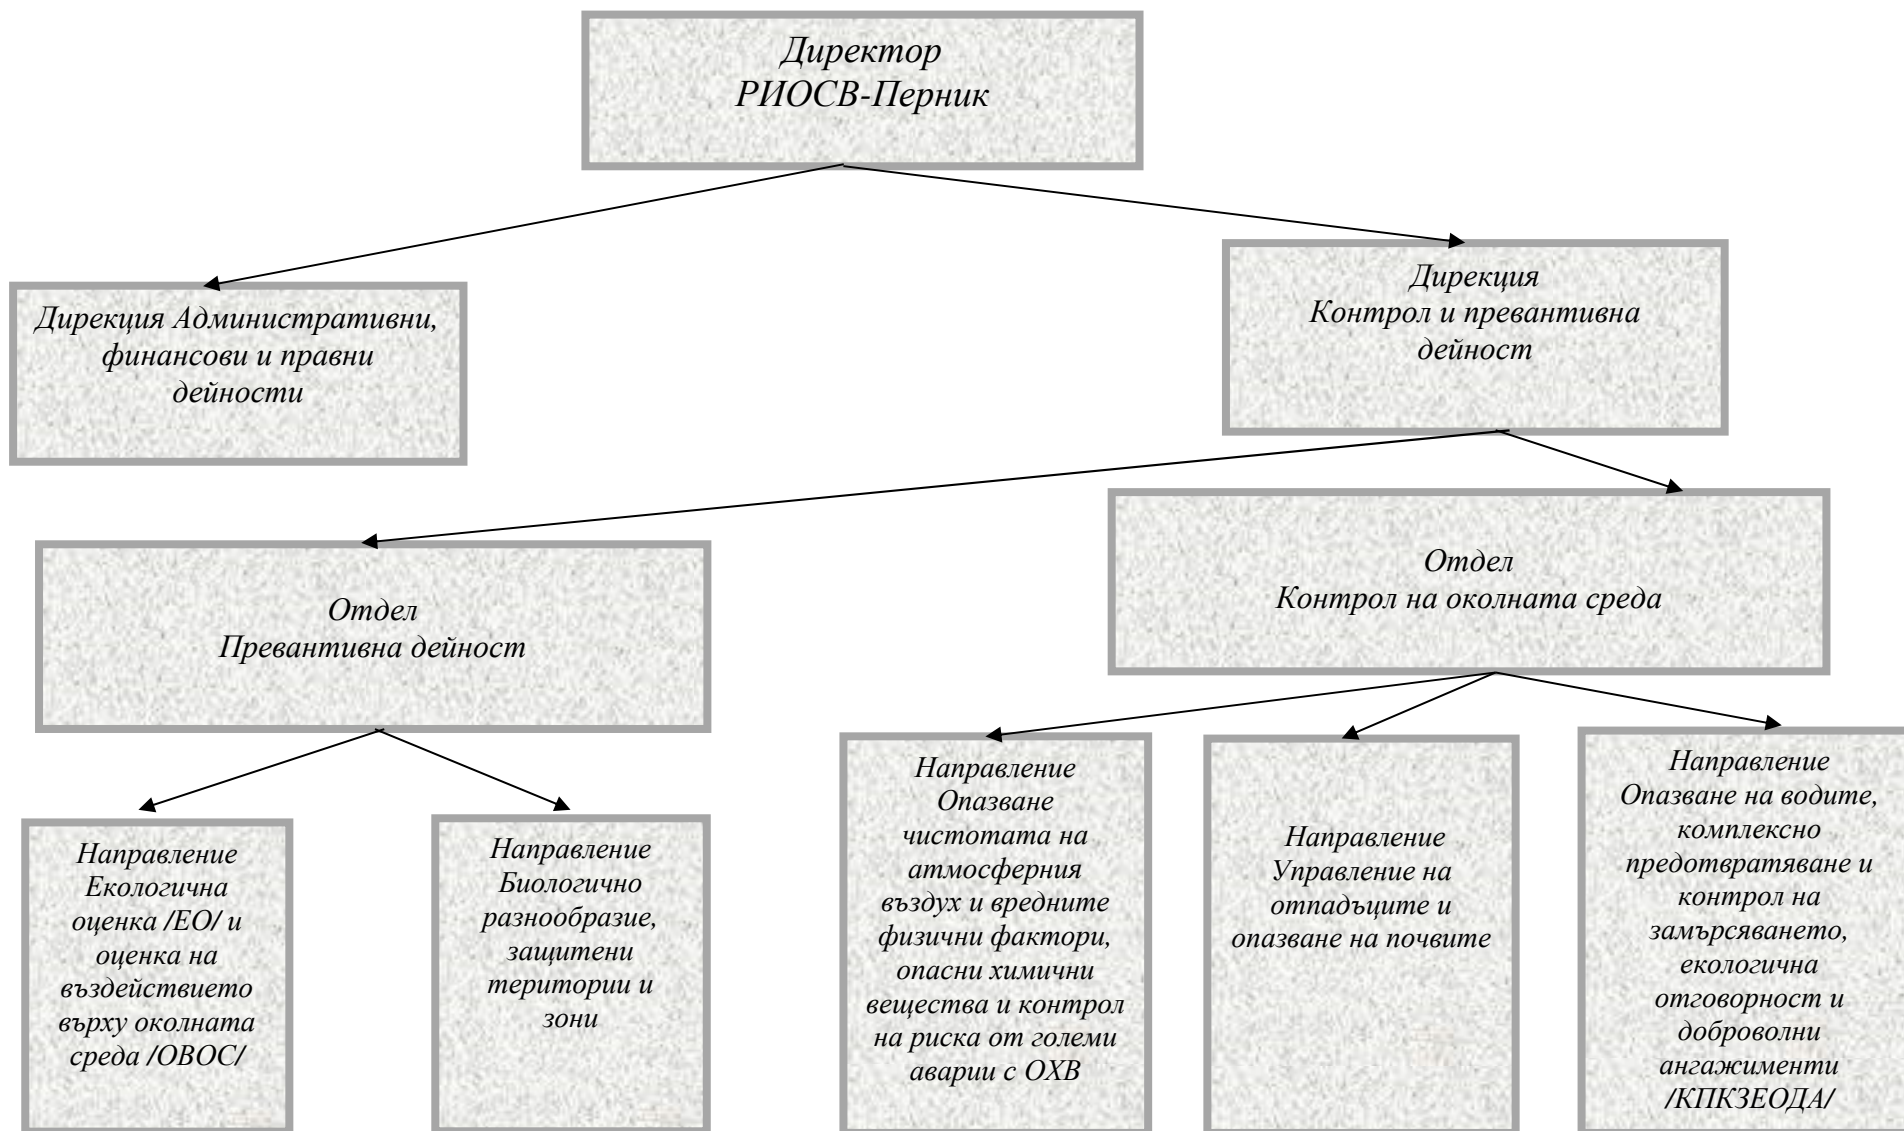 Директор
РИОСВ-Перник
Дирекция Административни,
финансови и правни
дейности
Дирекция
Контрол и превантивна
дейност
Отдел
Превантивна дейност
Отдел
Контрол на околната среда
Направление
Екологична
оценка /ЕО/ и
оценка на
въздействието
върху околната
среда /ОВОС/
Направление
Биологично
разнообразие,
защитени
територии и
зони
Направление
Опазване
чистотата на
атмосферния
въздух и вредните
физични фактори,
опасни химични
вещества и контрол
на риска от големи
аварии с ОХВ
Направление
Управление на
отпадъците и
опазване на почвите
Направление
Опазване на водите,
комплексно
предотвратяване и
контрол на
замърсяването,
екологична
отговорност и
доброволни
ангажименти
/КПКЗЕОДА/